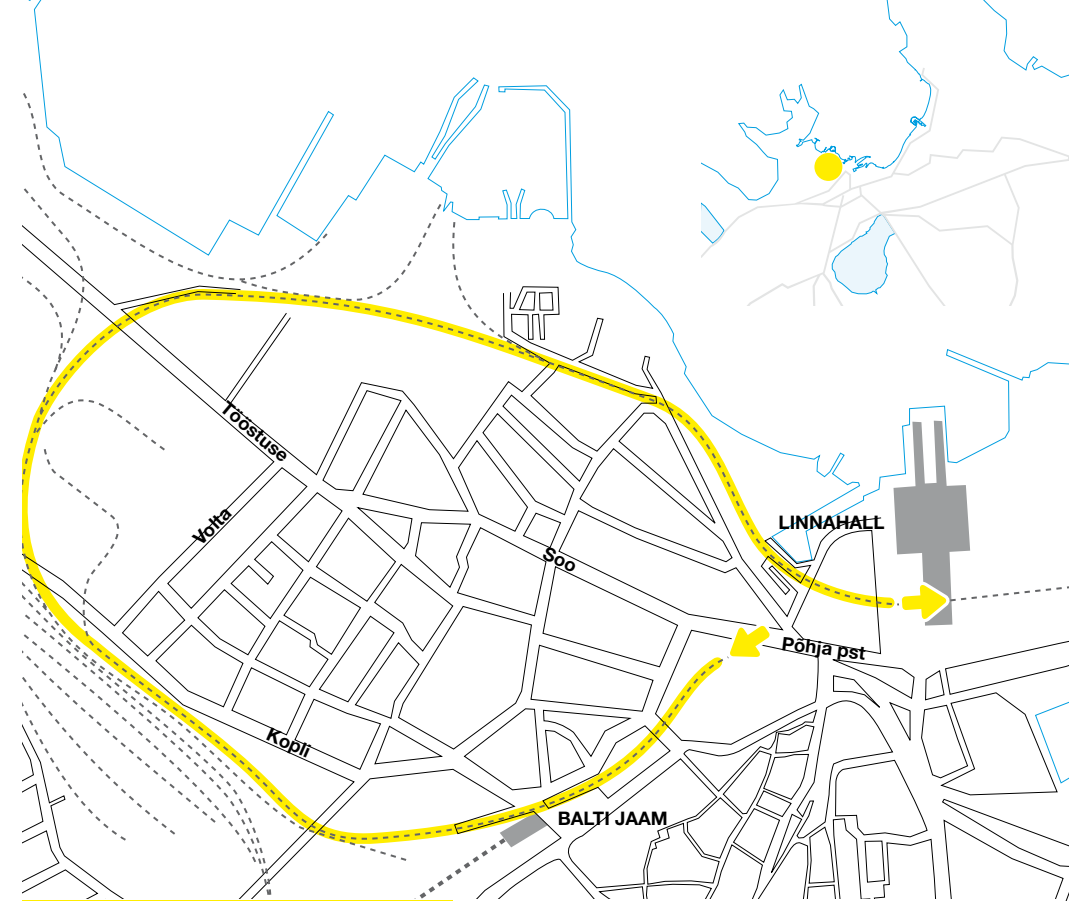 Tööstuse
Volta
LINNAHALL
Soo
Põhja pst
Kopli
BALTI JAAM